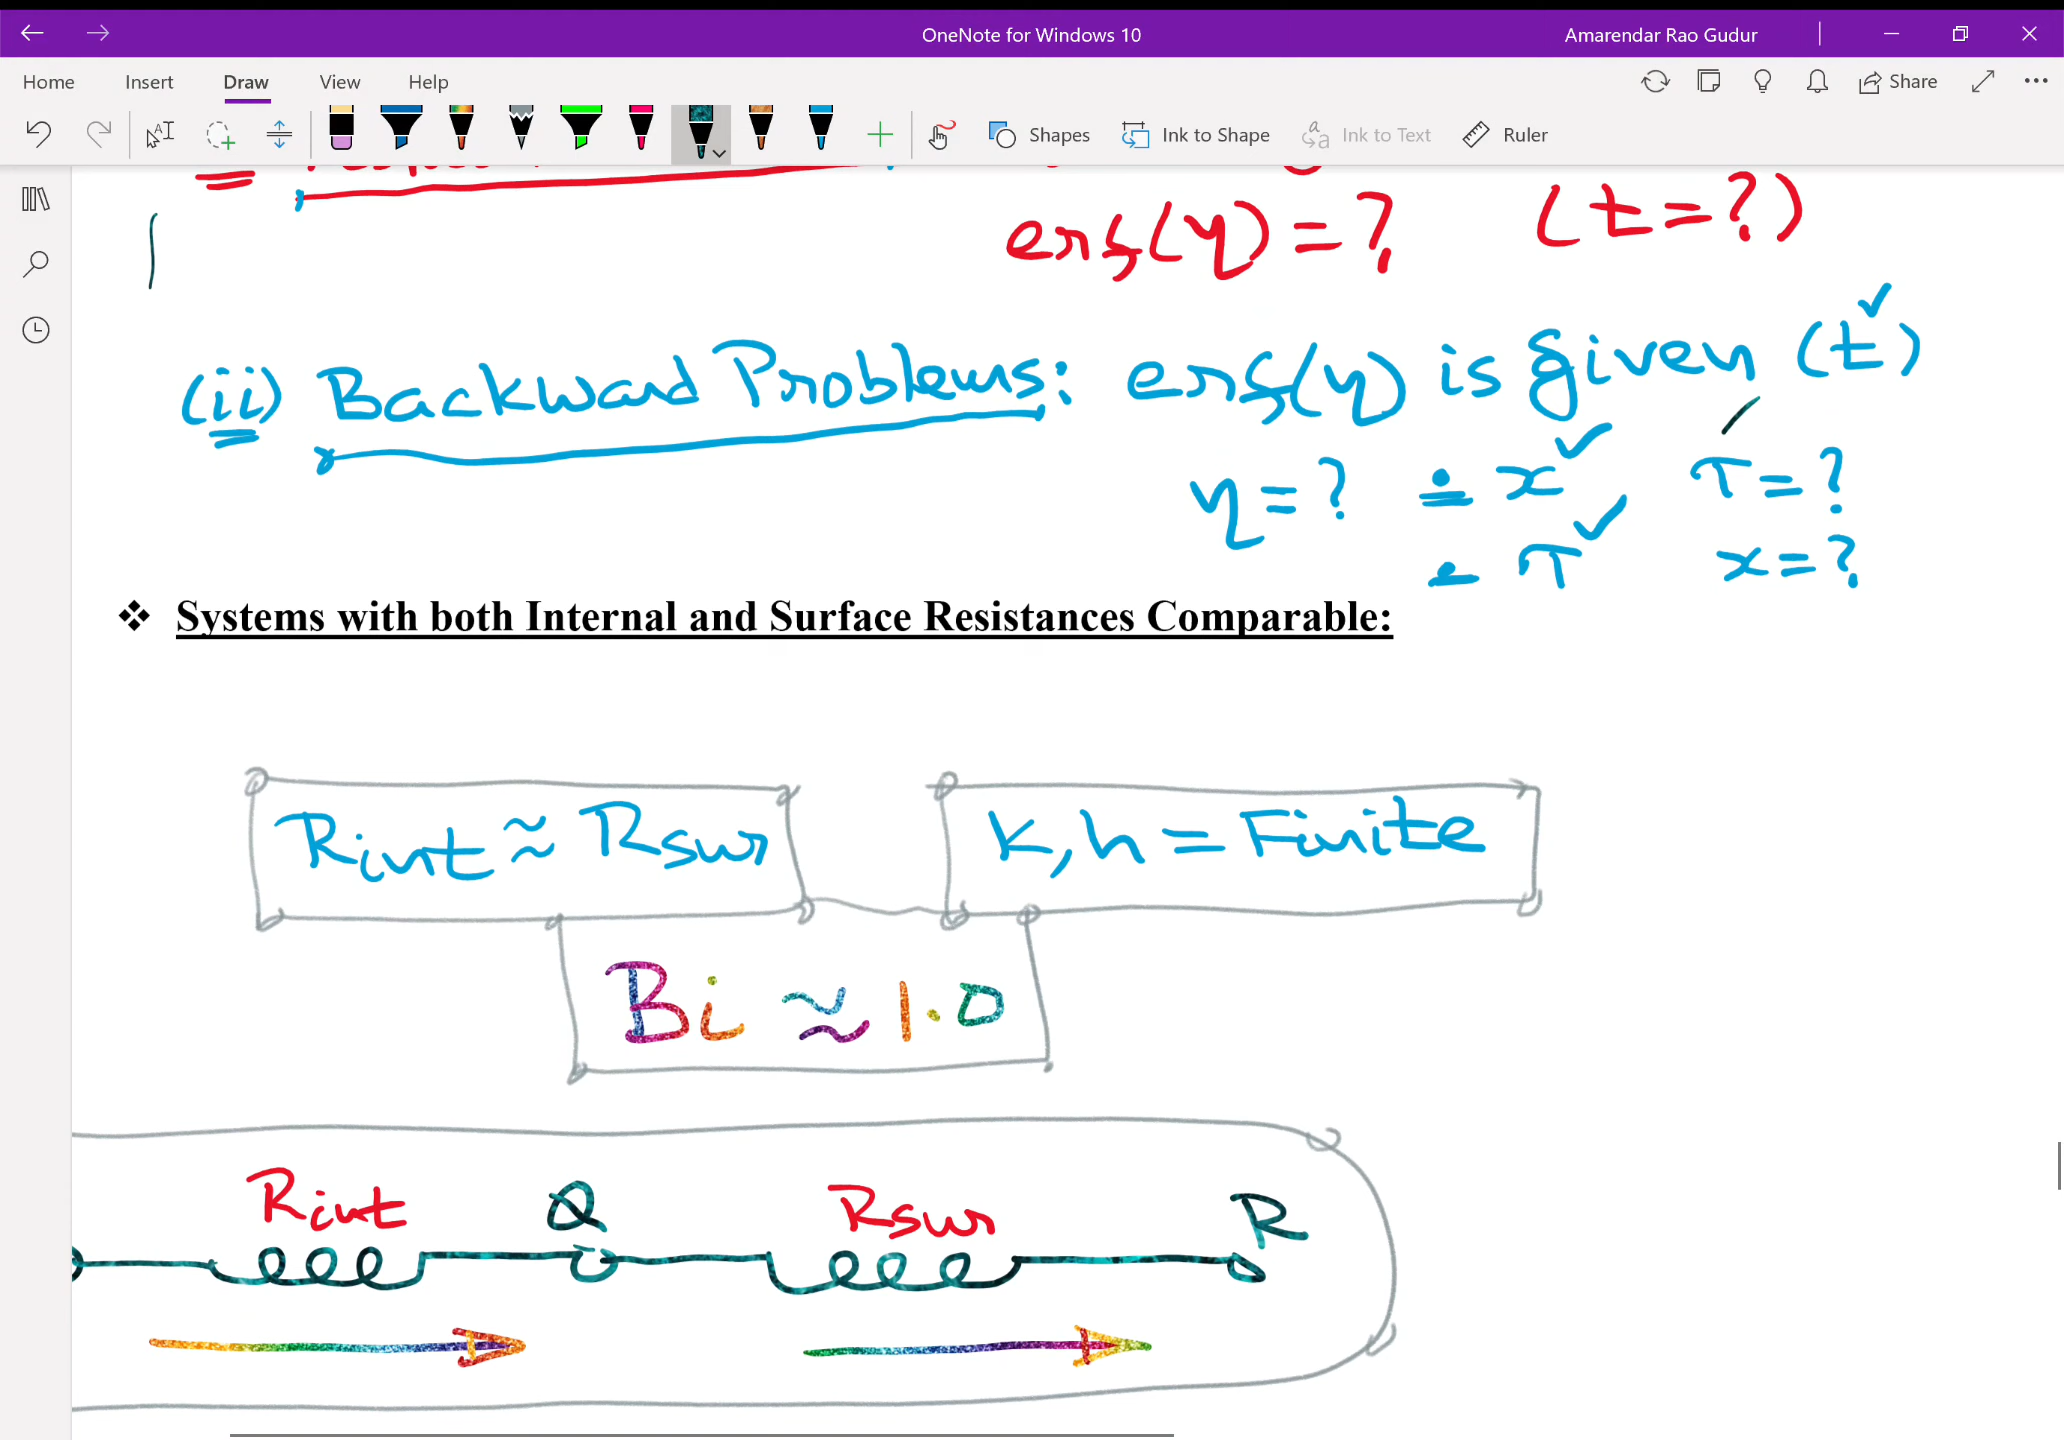 OneNote for Windows 10
Amarendar Rao Gudur
Home Insert Draw View Help
Share
Shapes Ink to Shape Ink to Text Ruler
erf(η) = ? (t = ?)
(ii) Backward Problems: erf(η) is given (t✓)
η = ? x✓ τ = ?
τ✓ x = ?
❖ Systems with both Internal and Surface Resistances Comparable:
Rint ≈ Rsur K, h = Finite
Bi ≈ 1.0
Rint Q Rsur R